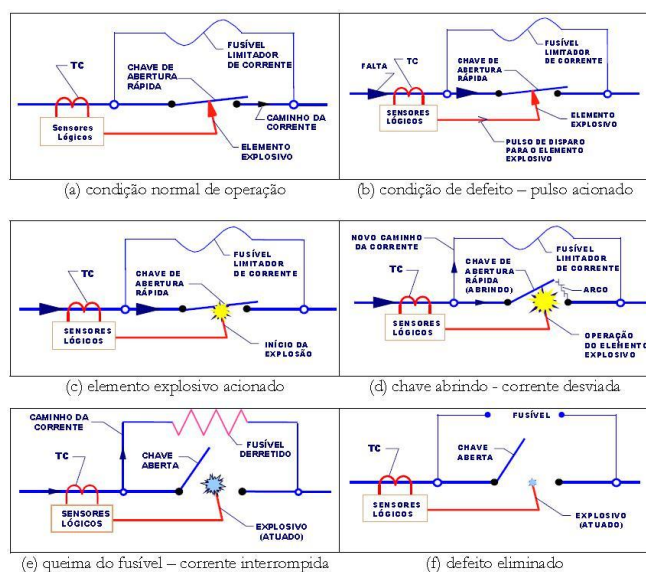 FUSÍVEL
LIMITADOR
DE CORRENTE
TC
CHAVE DE
ABERTURA
RÁPIDA
CAMINHO DA
CORRENTE
Sensores
Lógicos
ELEMENTO
EXPLOSIVO
(a) condição normal de operação
FUSÍVEL
LIMITADOR
DE CORRENTE
FALTA
TC
CHAVE DE
ABERTURA
RÁPIDA
SENSORES
LÓGICOS
ELEMENTO
EXPLOSIVO
PULSO DE DISPARO
PARA O ELEMENTO
EXPLOSIVO
(b) condição de defeito – pulso acionado
FUSÍVEL
LIMITADOR
DE CORRENTE
TC
CHAVE DE
ABERTURA
RÁPIDA
SENSORES
LÓGICOS
INÍCIO DA
EXPLOSÃO
(c) elemento explosivo acionado
NOVO CAMINHO
DA CORRENTE
FUSÍVEL
LIMITADOR
DE CORRENTE
TC
CHAVE DE
ABERTURA
RÁPIDA
(ABRINDO)
ARCO
SENSORES
LÓGICOS
OPERAÇÃO
DO ELEMENTO
EXPLOSIVO
(d) chave abrindo - corrente desviada
CAMINHO DA
CORRENTE
FUSÍVEL
DERRETIDO
TC
CHAVE
ABERTA
SENSORES
LÓGICOS
EXPLOSIVO
(ATUADO)
(e) queima do fusível – corrente interrompida
FUSÍVEL
TC
CHAVE
ABERTA
SENSORES
LÓGICOS
EXPLOSIVO
(ATUADO)
(f) defeito eliminado